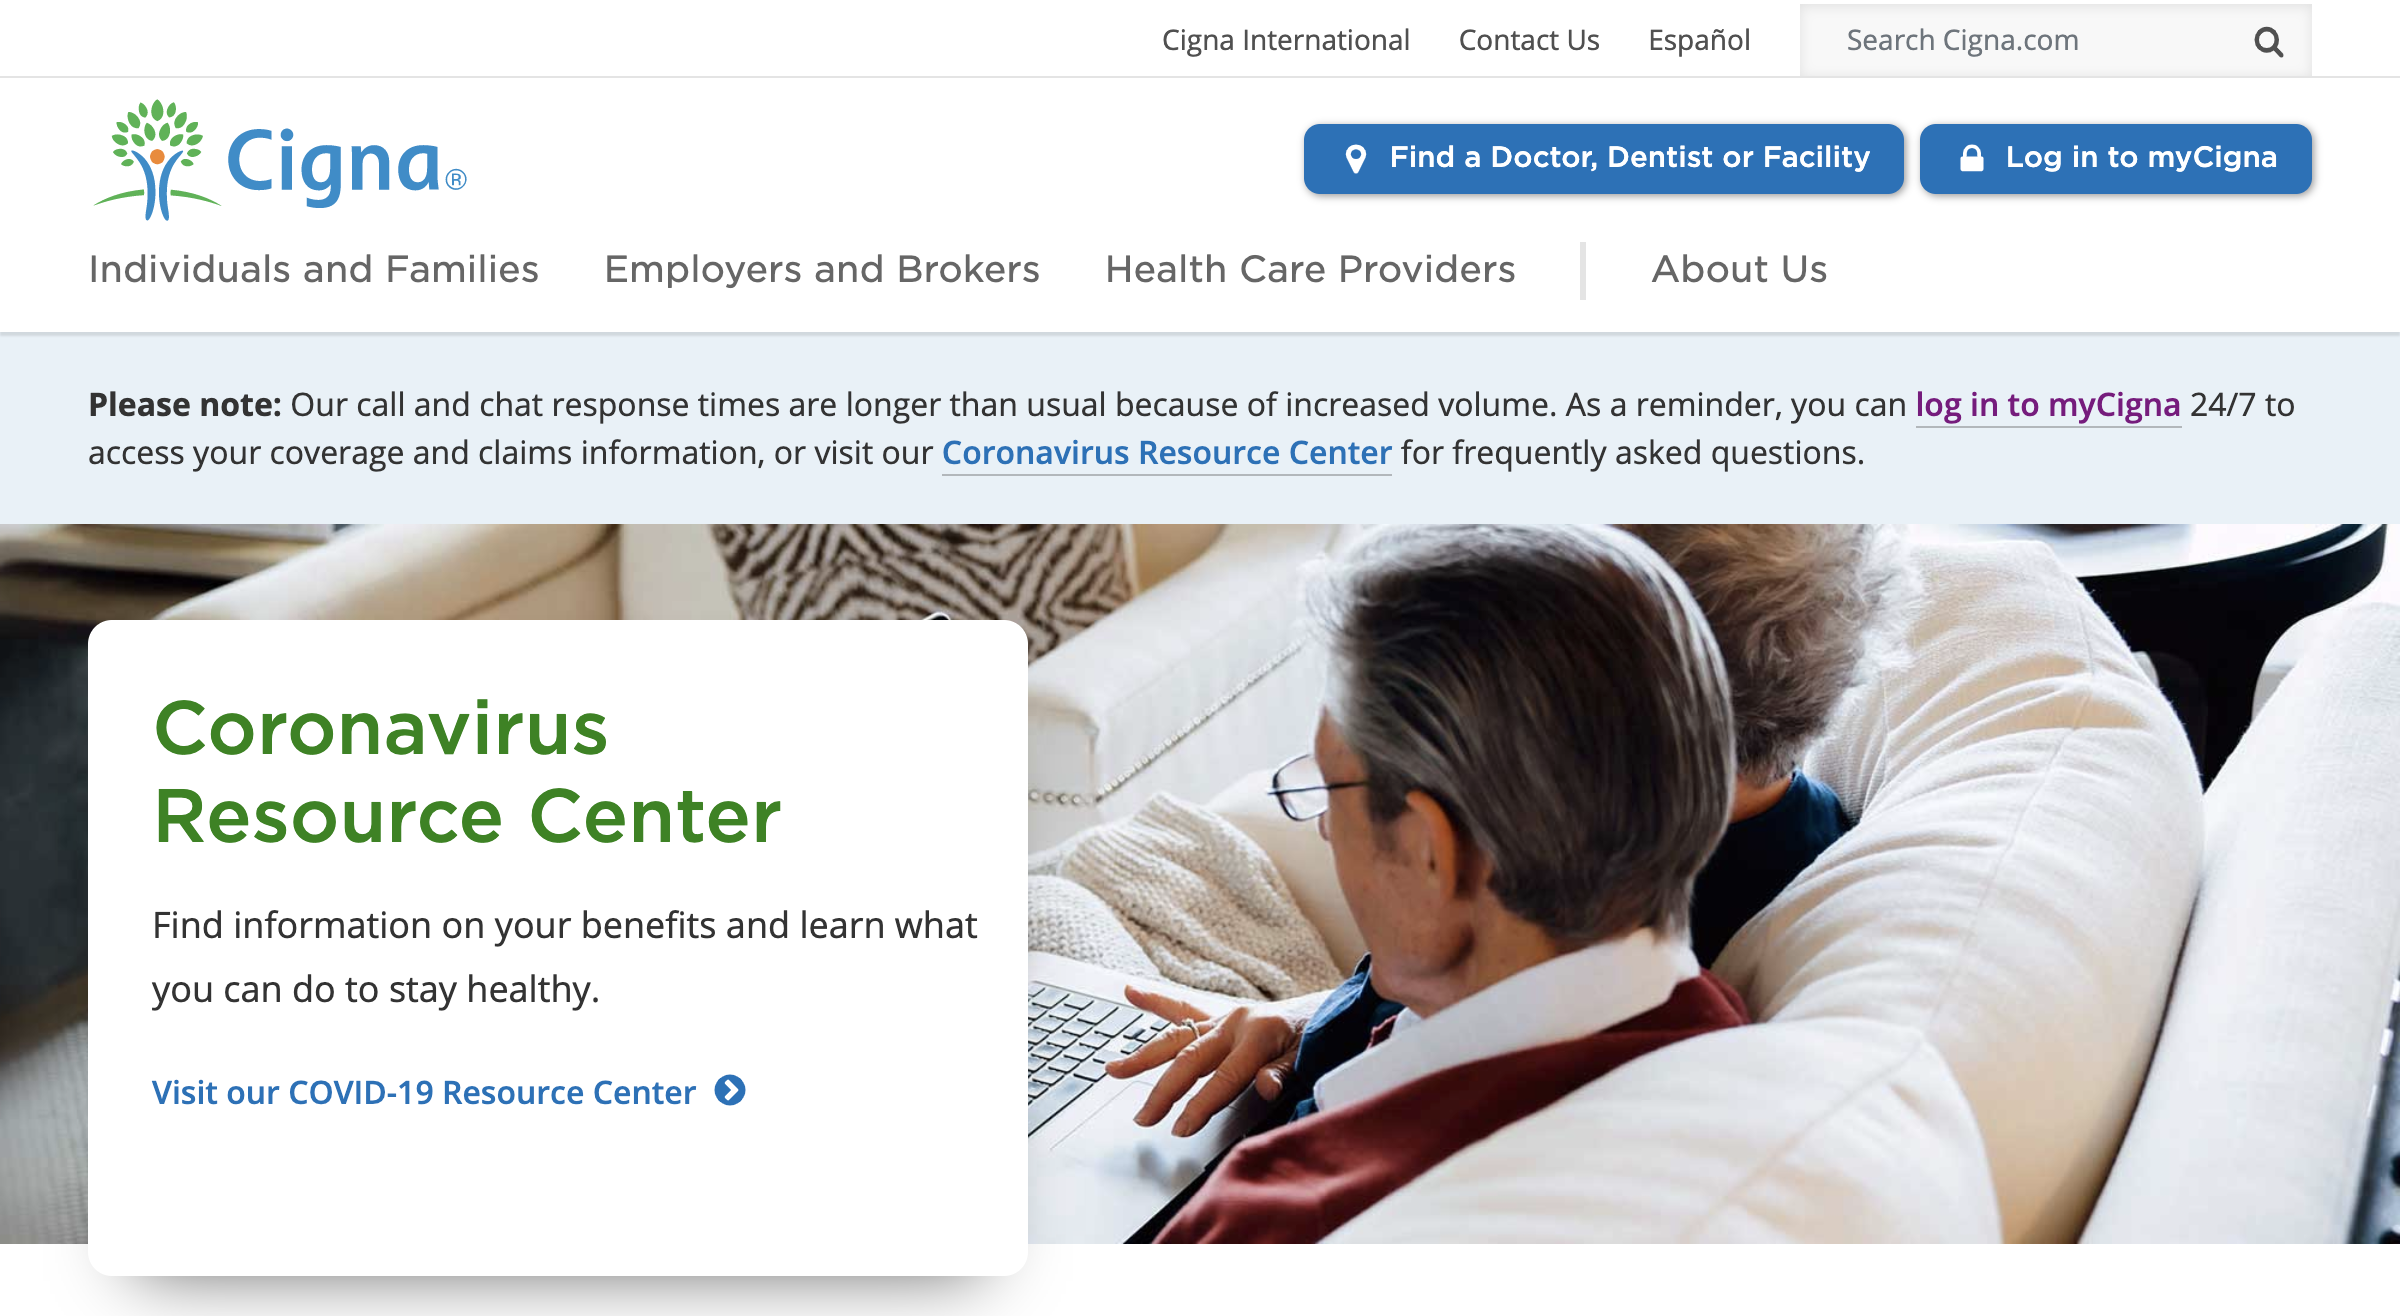 Cigna International Contact Us Español Search Cigna.com
Cigna®
Find a Doctor, Dentist or Facility Log in to myCigna
Individuals and Families Employers and Brokers Health Care Providers About Us
Please note: Our call and chat response times are longer than usual because of increased volume. As a reminder, you can log in to myCigna 24/7 to
access your coverage and claims information, or visit our Coronavirus Resource Center for frequently asked questions.
Coronavirus
Resource Center
Find information on your benefits and learn what
you can do to stay healthy.
Visit our COVID-19 Resource Center